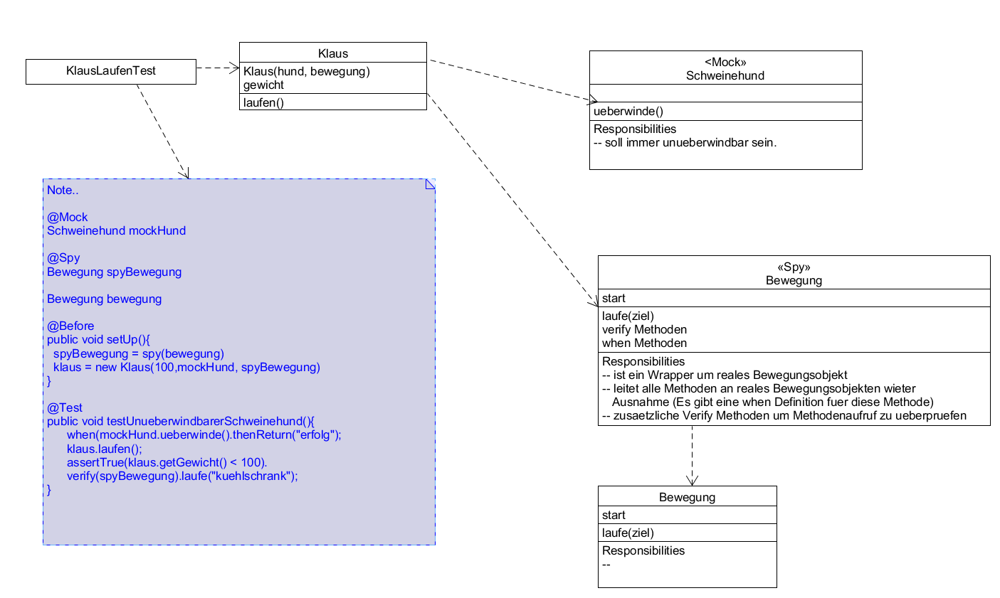 KlausLaufenTest
Klaus
Klaus(hund, bewegung)
gewicht
laufen()
<Mock»
Schweinehund
ueberwinde()
Responsibilities
-- soll immer unueberwindbar sein.
Note..
@Mock
Schweinehund mockHund
@Spy
Bewegung spyBewegung
Bewegung bewegung
@Before
public void setUp(){
  spyBewegung = spy(bewegung)
  klaus = new Klaus(100,mockHund, spyBewegung)
}
@Test
public void testUnueberwindbarerSchweinehund(){
      when(mockHund.ueberwinde().thenReturn("erfolg");
      klaus.laufen();
      assertTrue(klaus.getGewicht() < 100).
      verify(spyBewegung).laufe("kuehlschrank");
}
«Spy»
Bewegung
start
laufe(ziel)
verify Methoden
when Methoden
Responsibilities
-- ist ein Wrapper um reales Bewegungsobjekt
-- leitet alle Methoden an reales Bewegungsobjekten wieter
   Ausnahme (Es gibt eine when Definition fuer diese Methode)
-- zusaetzliche Verify Methoden um Methodenaufruf zu ueberpruefen
Bewegung
start
laufe(ziel)
Responsibilities
--